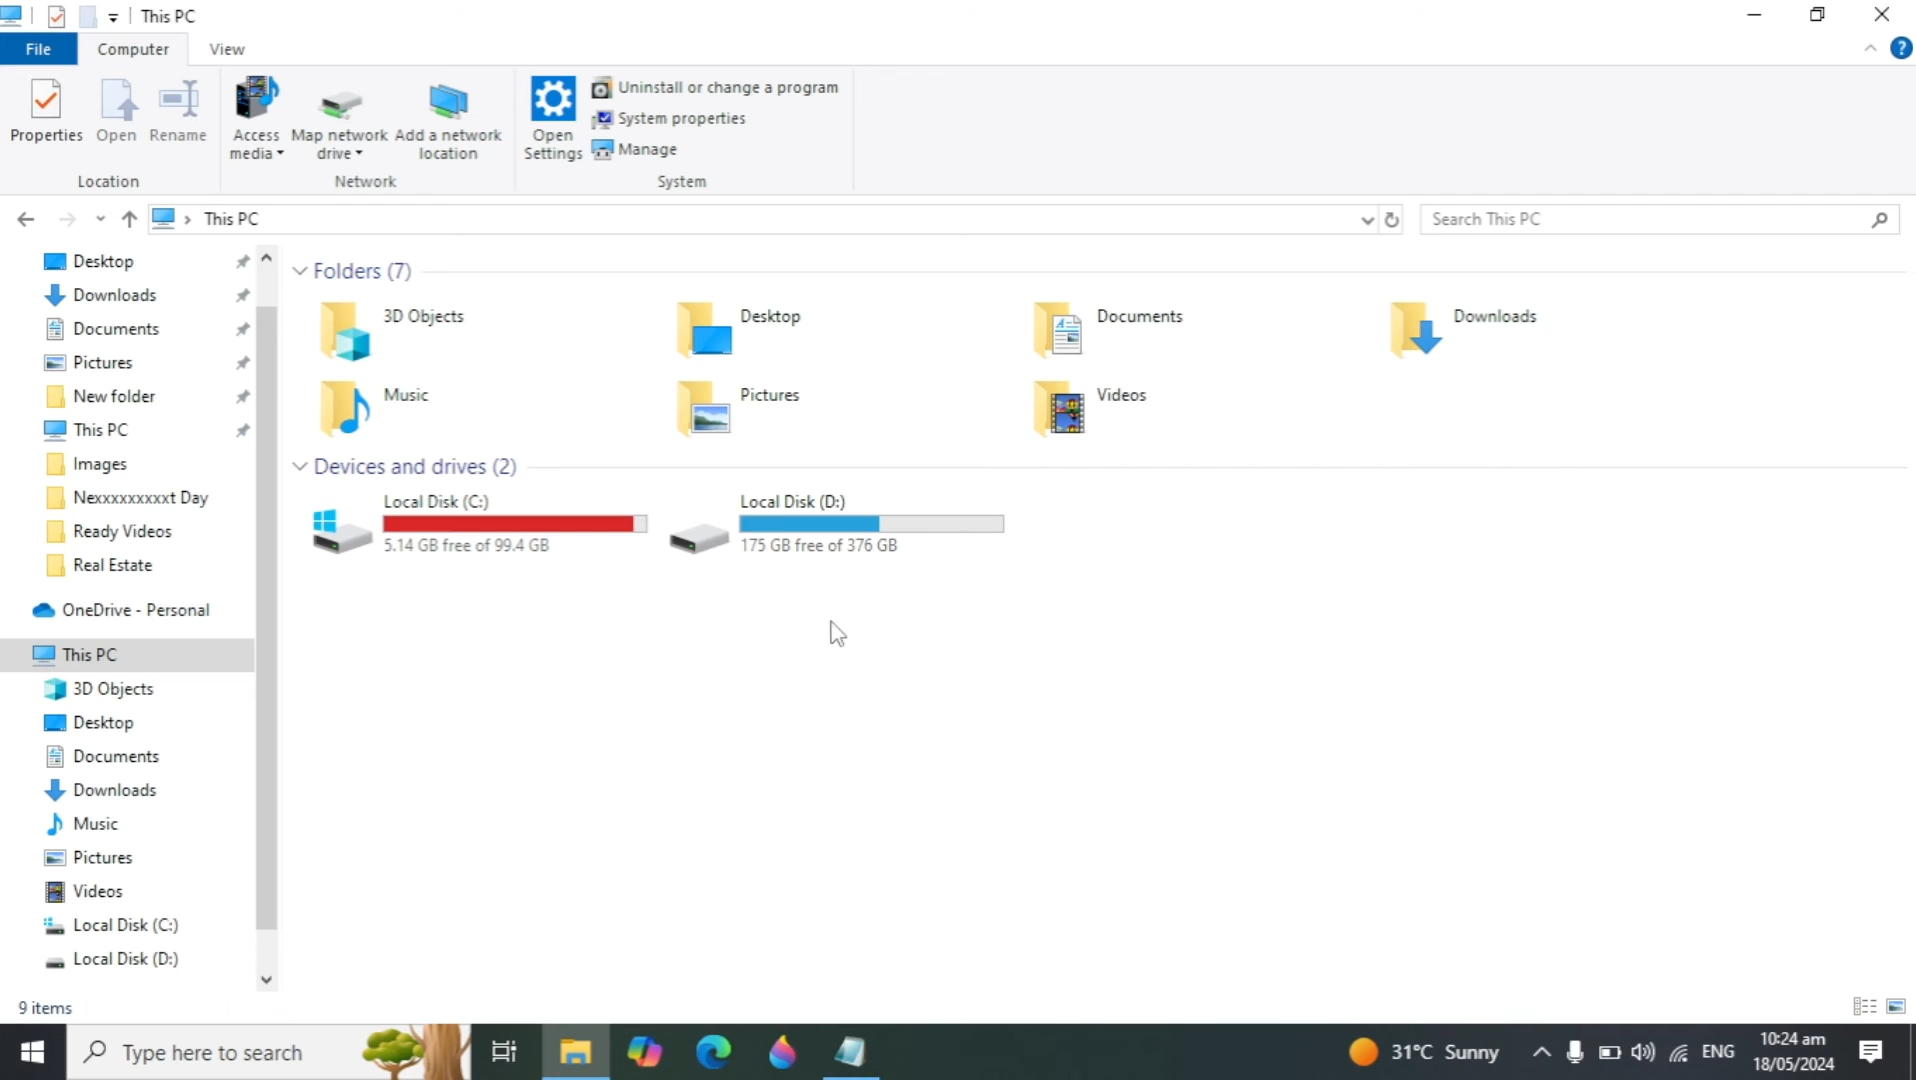 This PC
File
Computer
View
Properties
Open
Rename
Access
media
Map network
drive
Add a network
location
Open
Settings
Uninstall or change a program
System properties
Manage
Location
Network
System
This PC
Search This PC
Desktop
Downloads
Documents
Pictures
New folder
This PC
Images
Nexxxxxxxxxt Day
Ready Videos
Real Estate
OneDrive - Personal
This PC
3D Objects
Desktop
Documents
Downloads
Music
Pictures
Videos
Local Disk (C:)
Local Disk (D:)
Folders (7)
3D Objects
Desktop
Documents
Downloads
Music
Pictures
Videos
Devices and drives (2)
Local Disk (C:)
5.14 GB free of 99.4 GB
Local Disk (D:)
175 GB free of 376 GB
9 items
Type here to search
31°C Sunny
ENG
10:24 am
18/05/2024